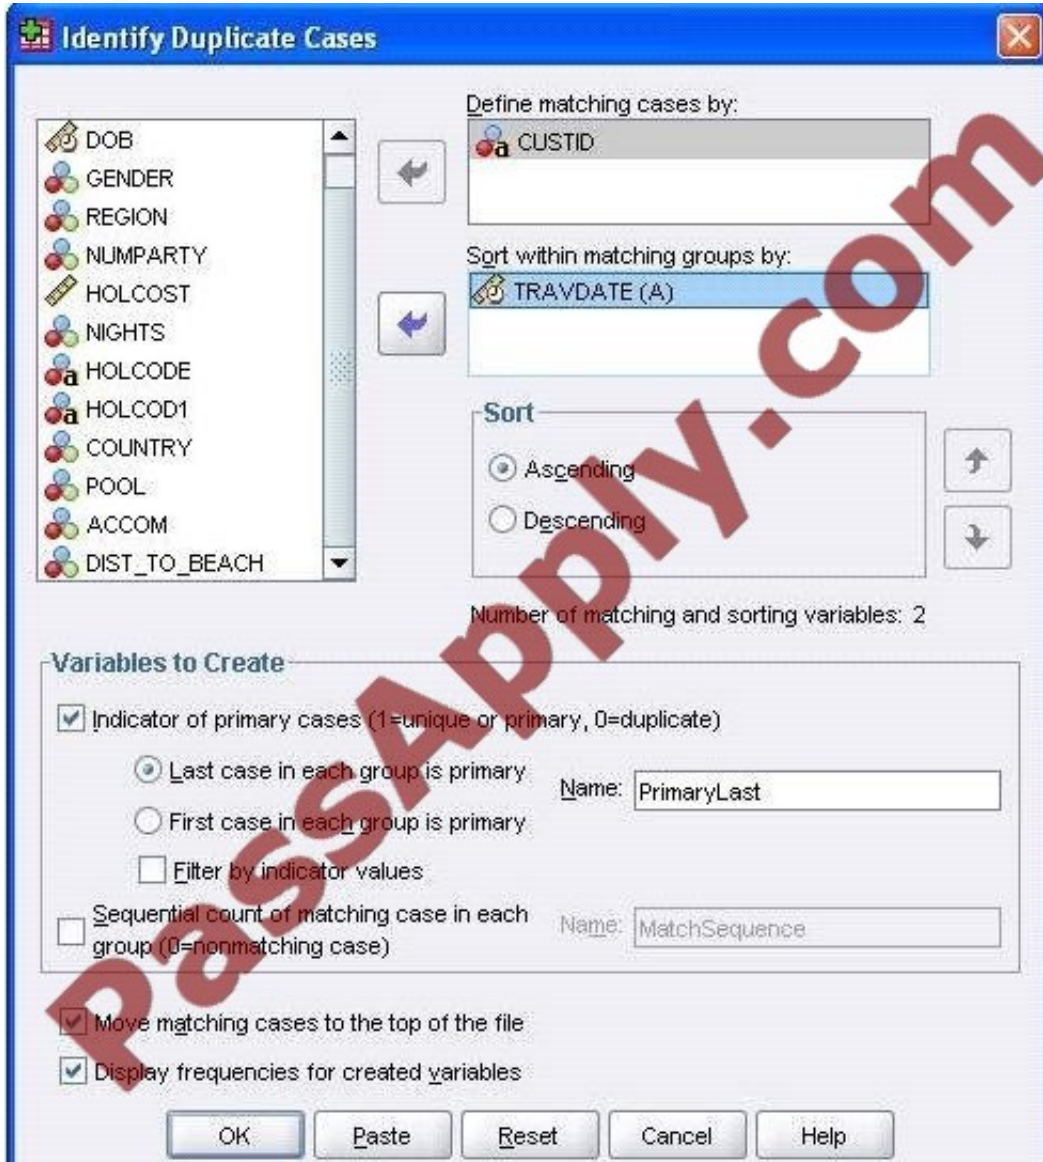 Identify Duplicate Cases
DOB
GENDER
REGION
NUMPARTY
HOLCOST
NIGHTS
HOLCODE
HOLCOD1
COUNTRY
POOL
ACCOM
DIST_TO_BEACH
Define matching cases by:
CUSTID
Sort within matching groups by:
TRAVDATE (A)
Sort
Ascending
Descending
Number of matching and sorting variables: 2
Variables to Create
Indicator of primary cases (1=unique or primary, 0=duplicate)
Last case in each group is primary
First case in each group is primary
Filter by indicator values
Name: PrimaryLast
Sequential count of matching case in each
group (0=nonmatching case)
Name: MatchSequence
Move matching cases to the top of the file
Display frequencies for created variables
OK Paste Reset Cancel Help
PassApply.com